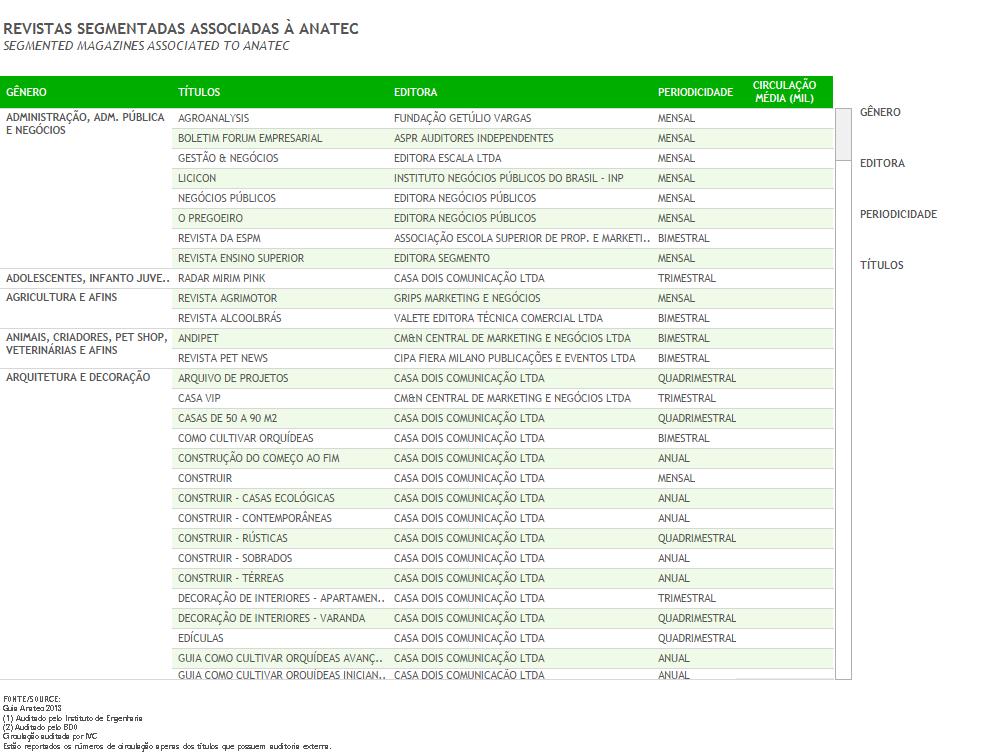 REVISTAS SEGMENTADAS ASSOCIADAS À ANATEC
SEGMENTED MAGAZINES ASSOCIATED TO ANATEC
GÊNERO TÍTULOS EDITORA PERIODICIDADE CIRCULAÇÃO MÉDIA (MIL)
ADMINISTRAÇÃO, ADM. PÚBLICA E NEGÓCIOS AGROANALYSIS FUNDAÇÃO GETÚLIO VARGAS MENSAL
BOLETIM FORUM EMPRESARIAL ASPR AUDITORES INDEPENDENTES MENSAL
GESTÃO & NEGÓCIOS EDITORA ESCALA LTDA MENSAL
LICICON INSTITUTO NEGÓCIOS PÚBLICOS DO BRASIL - INP MENSAL
NEGÓCIOS PÚBLICOS EDITORA NEGÓCIOS PÚBLICOS MENSAL
O PREGOEIRO EDITORA NEGÓCIOS PÚBLICOS MENSAL
REVISTA DA ESPM ASSOCIAÇÃO ESCOLA SUPERIOR DE PROP. E MARKETI.. BIMESTRAL
REVISTA ENSINO SUPERIOR EDITORA SEGMENTO MENSAL
ADOLESCENTES, INFANTO JUVE.. RADAR MIRIM PINK CASA DOIS COMUNICAÇÃO LTDA TRIMESTRAL
AGRICULTURA E AFINS REVISTA AGRIMOTOR GRIPS MARKETING E NEGÓCIOS MENSAL
REVISTA ALCOOLBRÁS VALETE EDITORA TÉCNICA COMERCIAL LTDA BIMESTRAL
ANIMAIS, CRIADORES, PET SHOP, VETERINÁRIAS E AFINS ANDIPET CM&N CENTRAL DE MARKETING E NEGÓCIOS LTDA BIMESTRAL
REVISTA PET NEWS CIPA FIERA MILANO PUBLICAÇÕES E EVENTOS LTDA BIMESTRAL
ARQUITETURA E DECORAÇÃO ARQUIVO DE PROJETOS CASA DOIS COMUNICAÇÃO LTDA QUADRIMESTRAL
CASA VIP CM&N CENTRAL DE MARKETING E NEGÓCIOS LTDA TRIMESTRAL
CASAS DE 50 A 90 M2 CASA DOIS COMUNICAÇÃO LTDA QUADRIMESTRAL
COMO CULTIVAR ORQUÍDEAS CASA DOIS COMUNICAÇÃO LTDA BIMESTRAL
CONSTRUÇÃO DO COMEÇO AO FIM CASA DOIS COMUNICAÇÃO LTDA ANUAL
CONSTRUIR CASA DOIS COMUNICAÇÃO LTDA MENSAL
CONSTRUIR - CASAS ECOLÓGICAS CASA DOIS COMUNICAÇÃO LTDA ANUAL
CONSTRUIR - CONTEMPORÂNEAS CASA DOIS COMUNICAÇÃO LTDA ANUAL
CONSTRUIR - RÚSTICAS CASA DOIS COMUNICAÇÃO LTDA QUADRIMESTRAL
CONSTRUIR - SOBRADOS CASA DOIS COMUNICAÇÃO LTDA ANUAL
CONSTRUIR - TÉRREAS CASA DOIS COMUNICAÇÃO LTDA ANUAL
DECORAÇÃO DE INTERIORES - APARTAMEN.. CASA DOIS COMUNICAÇÃO LTDA TRIMESTRAL
DECORAÇÃO DE INTERIORES - VARANDA CASA DOIS COMUNICAÇÃO LTDA QUADRIMESTRAL
EDÍCULAS CASA DOIS COMUNICAÇÃO LTDA QUADRIMESTRAL
GUIA COMO CULTIVAR ORQUÍDEAS AVANÇ.. CASA DOIS COMUNICAÇÃO LTDA ANUAL
GUIA COMO CULTIVAR ORQUÍDEAS INICIAN.. CASA DOIS COMUNICAÇÃO LTDA ANUAL
GÊNERO
EDITORA
PERIODICIDADE
TÍTULOS
FONTE/SOURCE:
Guia Anatec 2013
(1) Auditado pelo Instituto de Engenharia
(2) Auditado pelo BDO
Circulação auditada por IVC
Estão reportados os números de circulação apenas dos títulos que possuem auditoria externa.